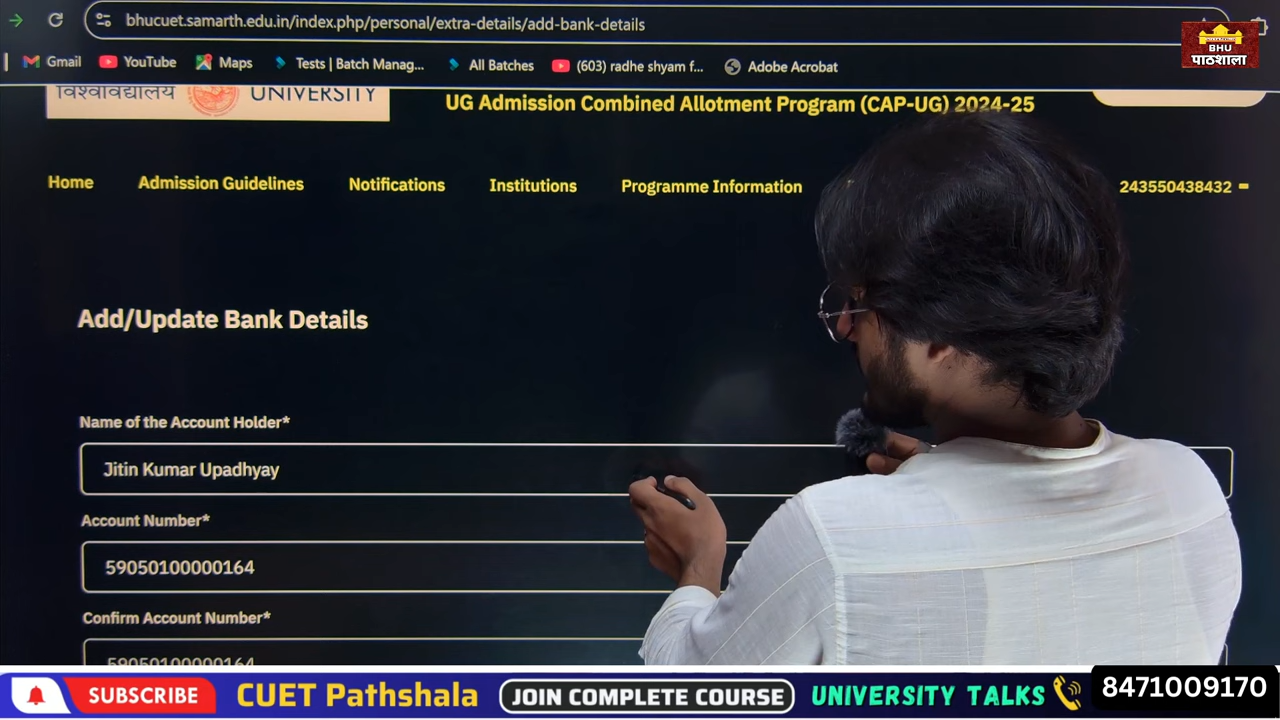 bhucuet.samarth.edu.in/index.php/personal/extra-details/add-bank-details
Gmail YouTube Maps Tests | Batch Manag... All Batches (603) radhe shyam f... Adobe Acrobat
BHU
पाठशाला
विश्वविद्यालय UNIVERSITY
UG Admission Combined Allotment Program (CAP-UG) 2024-25
Home Admission Guidelines Notifications Institutions Programme Information 243550438432
Add/Update Bank Details
Name of the Account Holder*
Jitin Kumar Upadhyay
Account Number*
59050100000164
Confirm Account Number*
59050100000164
SUBSCRIBE CUET Pathshala JOIN COMPLETE COURSE UNIVERSITY TALKS 8471009170